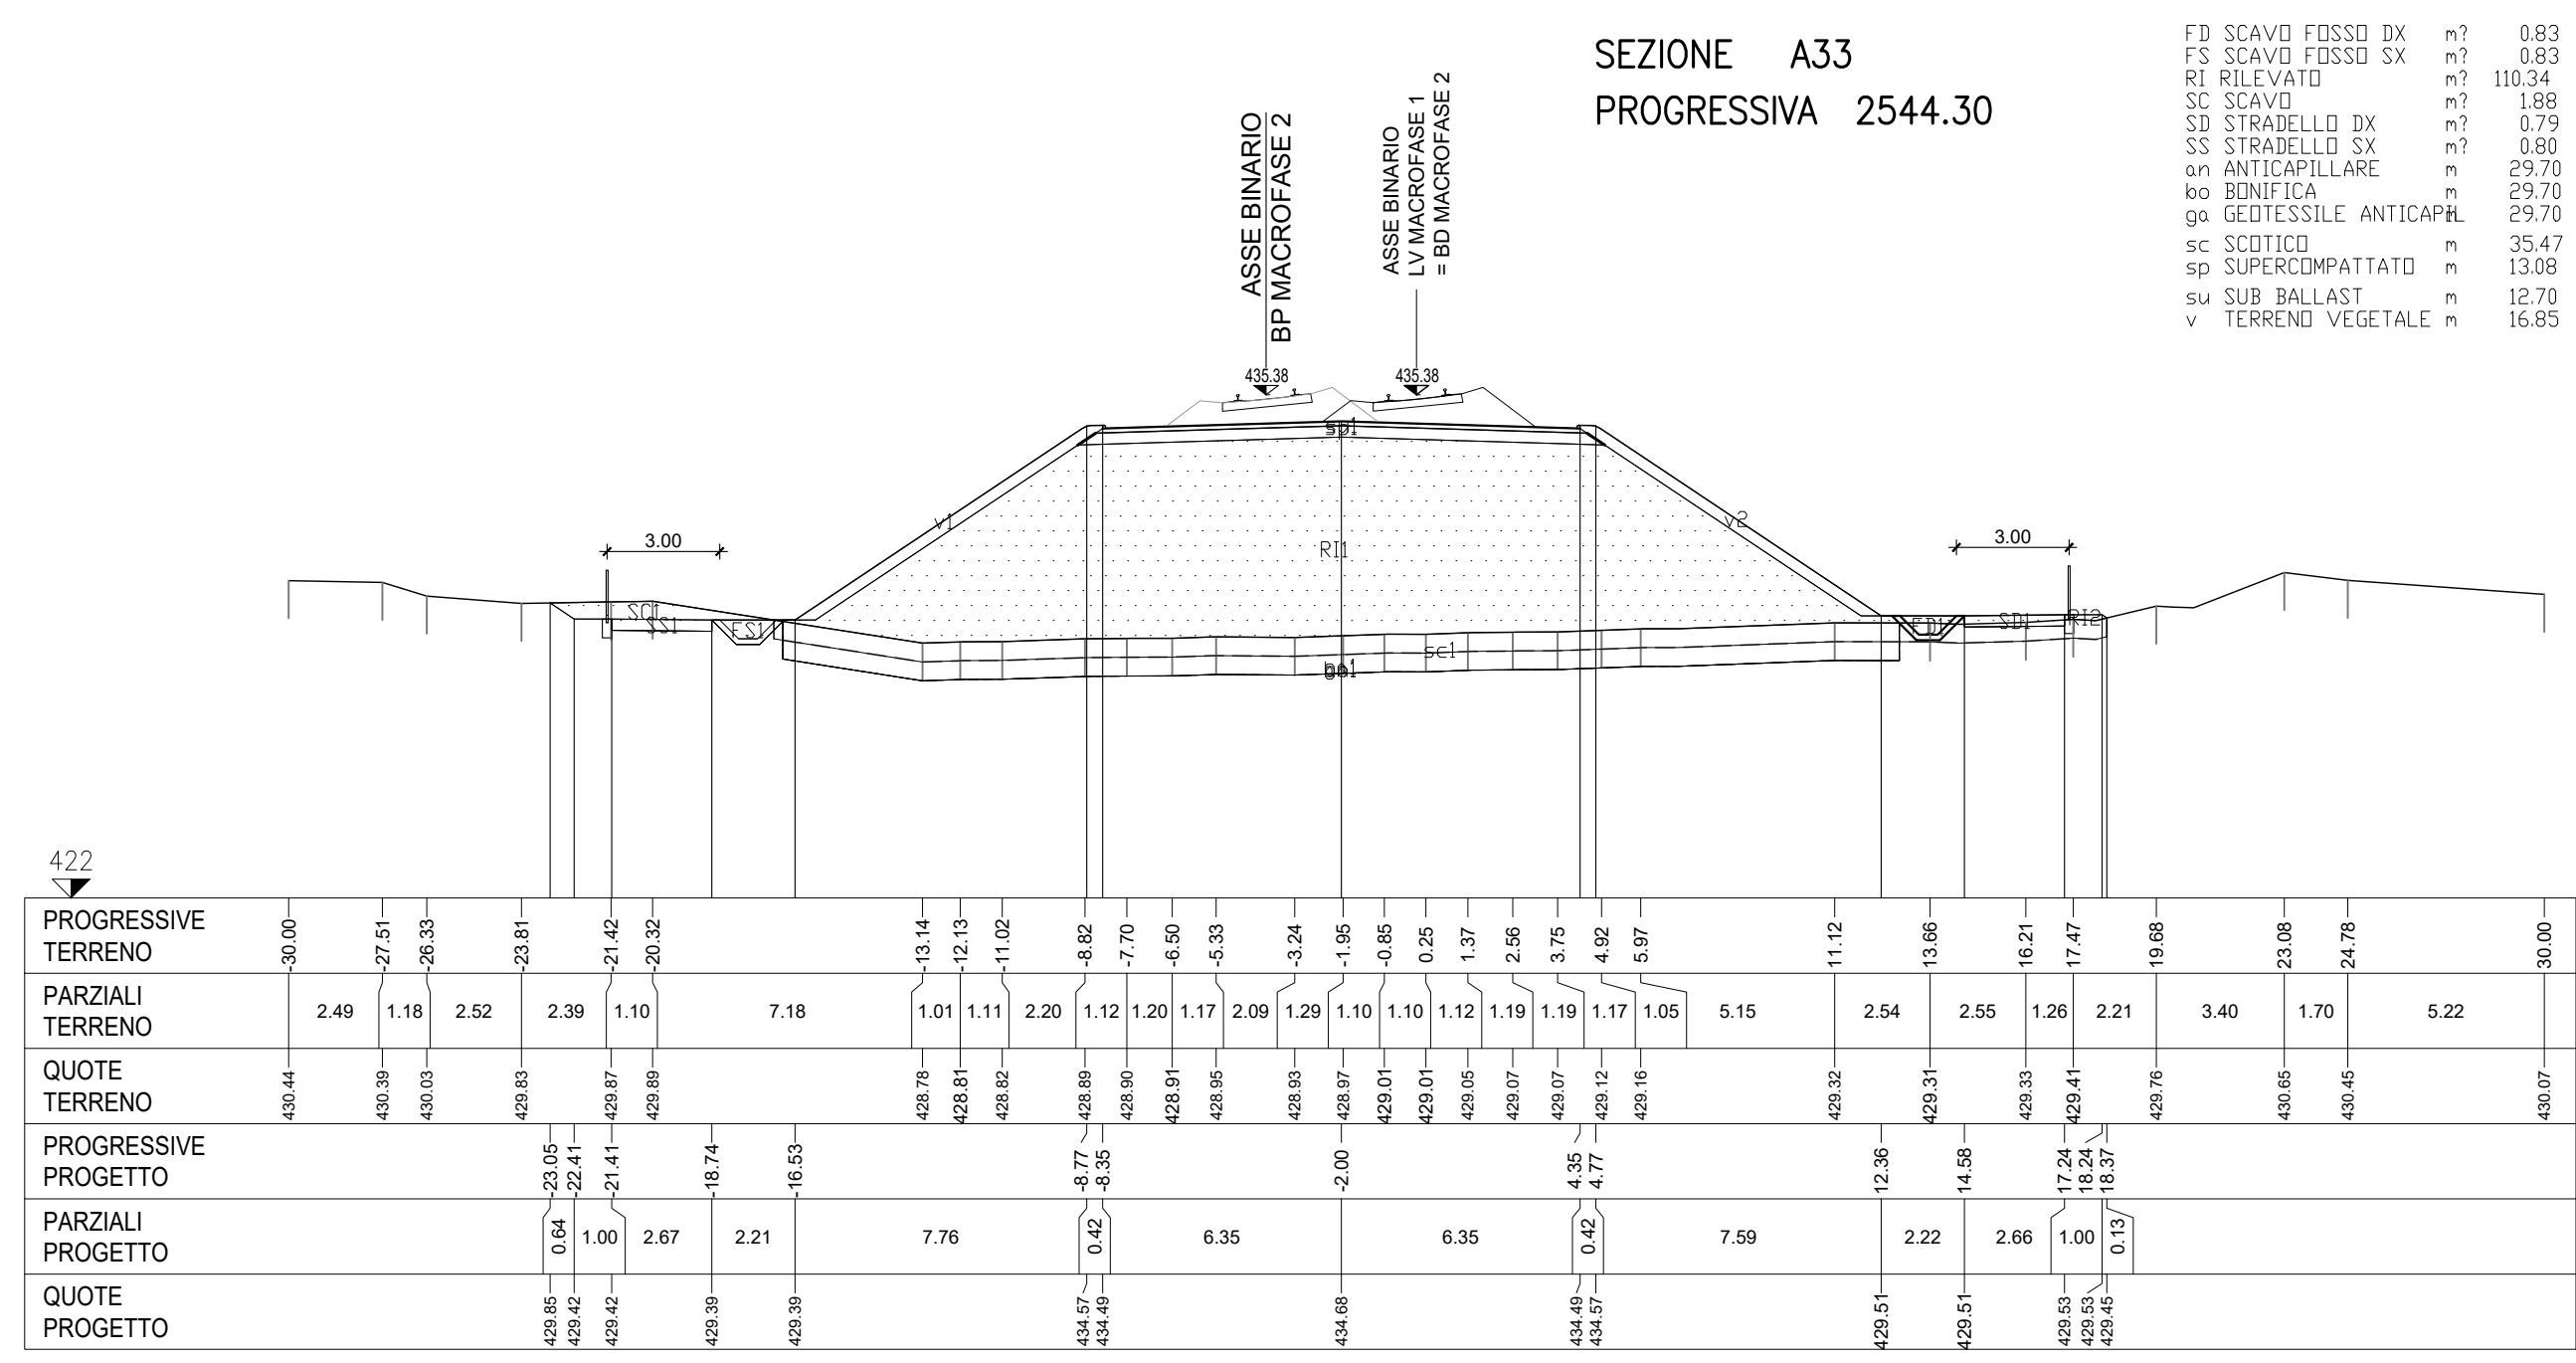 SEZIONE A33
PROGRESSIVA 2544.30
FD SCAVO FOSSO DX m? 0.83
FS SCAVO FOSSO SX m? 0.83
RI RILEVATO m? 110.34
SC SCAVO m? 1.88
SD STRADELLO DX m? 0.79
SS STRADELLO SX m? 0.80
an ANTICAPILLARE m 29.70
bo BONIFICA m 29.70
ga GEOTESSILE ANTICAPIL m 29.70
sc SCOTICO m 35.47
sp SUPERCOMPATTATO m 13.08
su SUB BALLAST m 12.70
v TERRENO VEGETALE m 16.85
ASSE BINARIO
BP MACROFASE 2
ASSE BINARIO
LV MACROFASE 1
= BD MACROFASE 2
435.38
435.38
sp1
v1
v2
RI1
3.00
3.00
SC1
SS1
FS1
FD1
SD1
RI2
sc1
422
PROGRESSIVE
TERRENO
-30.00 -27.51 -26.33 -23.81 -21.42 -20.32 -13.14 -12.13 -11.02 -8.82 -7.70 -6.50 -5.33 -3.24 -1.95 -0.85 0.25 1.37 2.56 3.75 4.92 5.97 11.12 13.66 16.21 17.47 19.68 23.08 24.78 30.00
PARZIALI
TERRENO
2.49 1.18 2.52 2.39 1.10 7.18 1.01 1.11 2.20 1.12 1.20 1.17 2.09 1.29 1.10 1.10 1.12 1.19 1.19 1.17 1.05 5.15 2.54 2.55 1.26 2.21 3.40 1.70 5.22
QUOTE
TERRENO
430.44 430.39 430.03 429.83 429.87 429.89 428.78 428.81 428.82 428.89 428.90 428.91 428.95 428.93 428.97 429.01 429.01 429.05 429.07 429.07 429.12 429.16 429.32 429.31 429.33 429.41 429.76 430.65 430.45 430.07
PROGRESSIVE
PROGETTO
-23.05 -22.41 -21.41 -18.74 -16.53 -8.77 -8.35 -2.00 4.35 4.77 12.36 14.58 17.24 18.24 18.37
PARZIALI
PROGETTO
0.64 1.00 2.67 2.21 7.76 0.42 6.35 6.35 0.42 7.59 2.22 2.66 1.00 0.13
QUOTE
PROGETTO
429.85 429.42 429.42 429.39 429.39 434.57 434.49 434.68 434.49 434.57 429.51 429.51 429.53 429.53 429.45